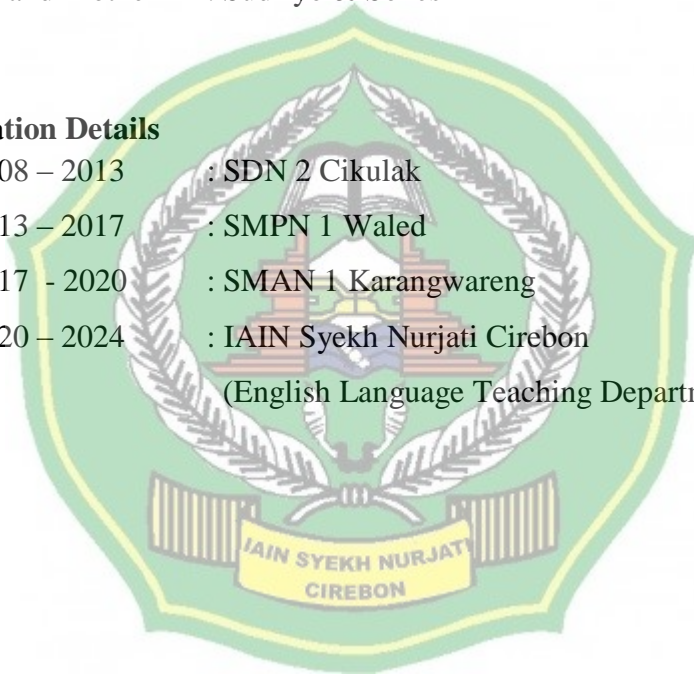 ation Details
08 – 2013 : SDN 2 Cikulak
13 – 2017 : SMPN 1 Waled
17 - 2020 : SMAN 1 Karangwareng
20 – 2024 : IAIN Syekh Nurjati Cirebon
(English Language Teaching Departm
IAIN SYEKH NURJATI
CIREBON